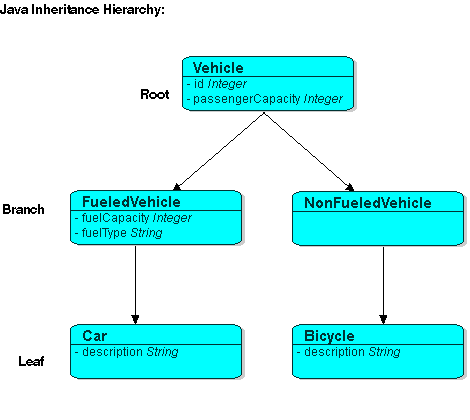 Java Inheritance Hierarchy:
Root
Vehicle
- id Integer
- passengerCapacity Integer
Branch
FueledVehicle
- fuelCapacity Integer
- fuelType String
NonFueledVehicle
Leaf
Car
- description String
Bicycle
- description String